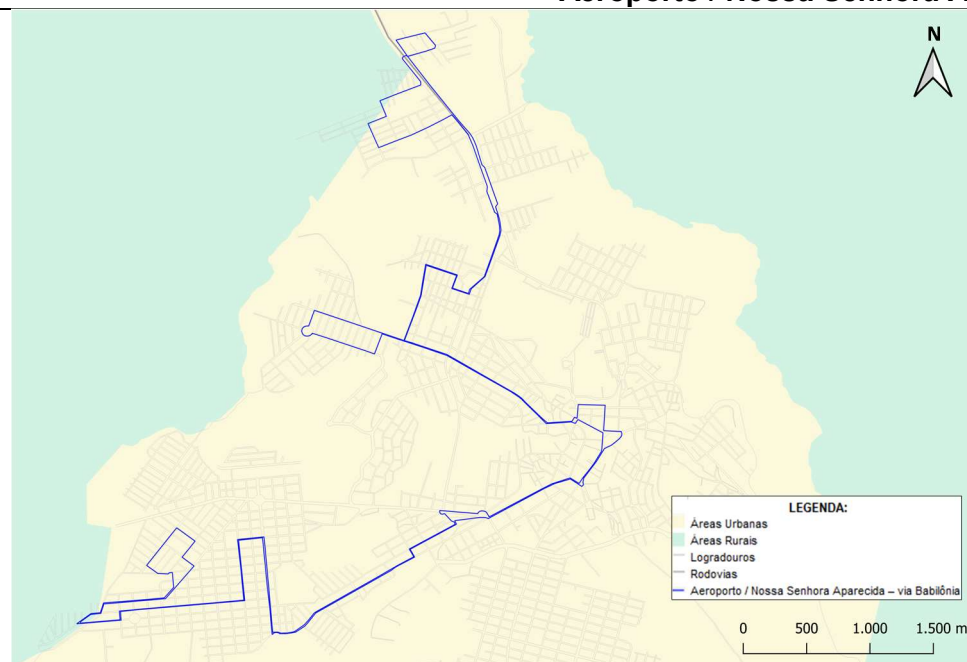 Aeroporto / Nossa Senhora
N
LEGENDA:
Áreas Urbanas
Áreas Rurais
Logradouros
Rodovias
Aeroporto / Nossa Senhora Aparecida – via Babilônia
0 500 1.000 1.500 m